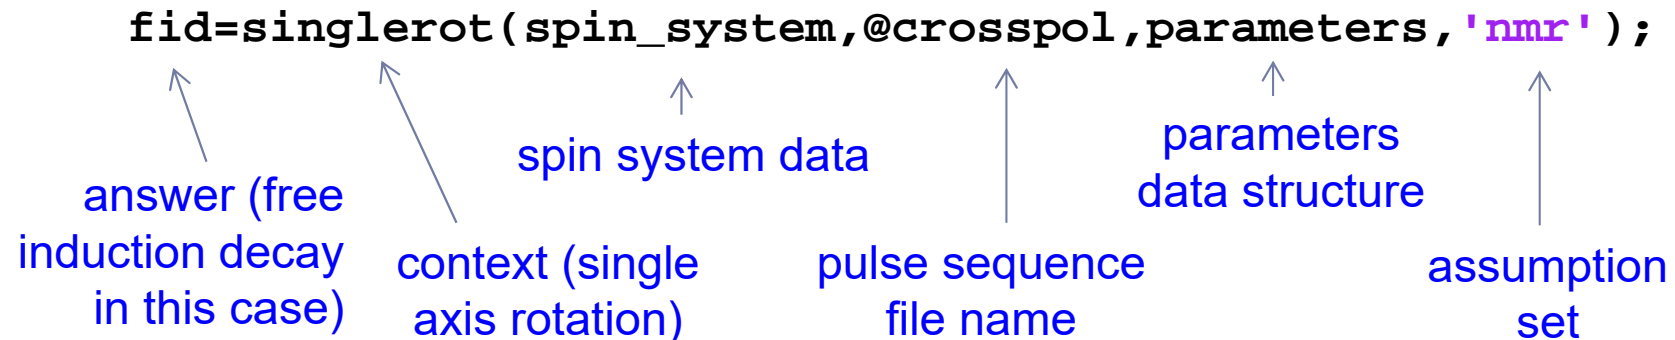 fid=singlerot(spin_system,@crosspol,parameters,'nmr');
answer (free
induction decay
in this case)
context (single
axis rotation)
spin system data
pulse sequence
file name
parameters
data structure
assumption
set